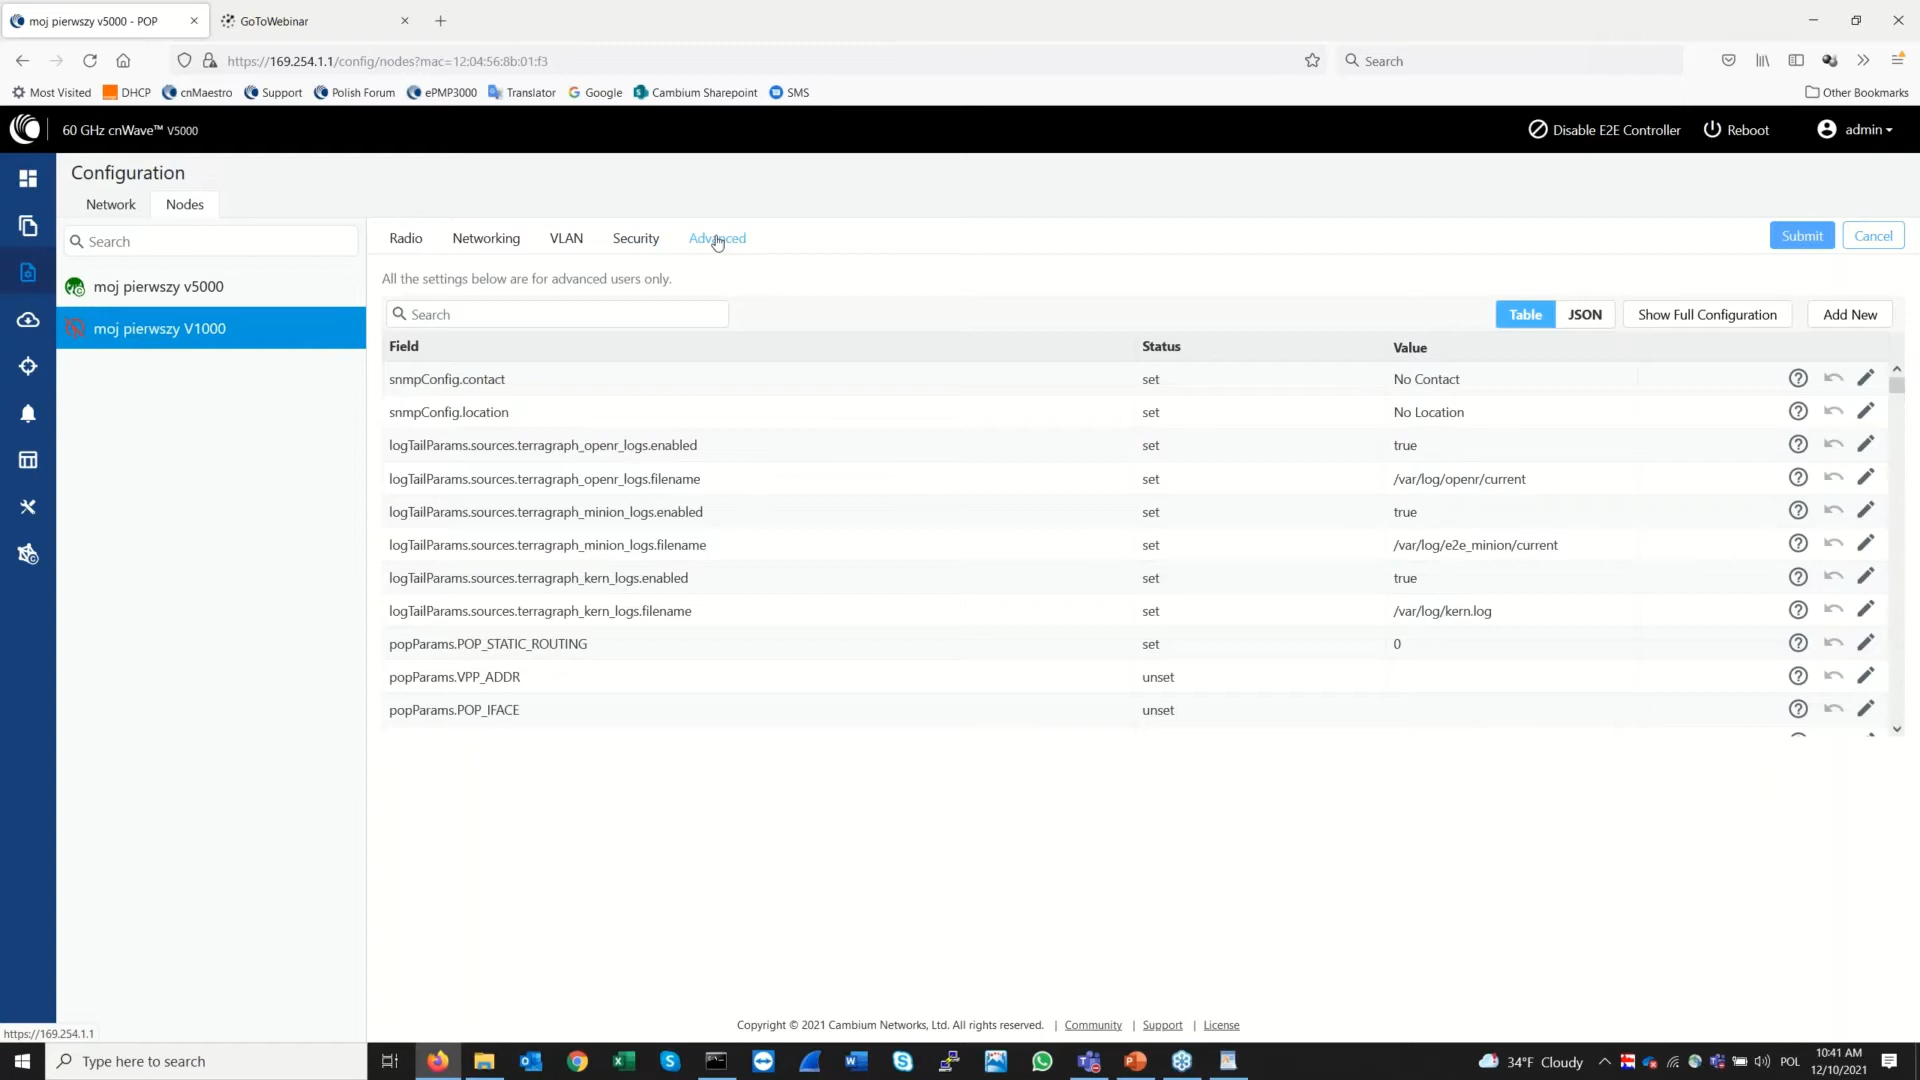 moj pierwszy v5000 - POP
GoToWebinar
https://169.254.1.1/config/nodes?mac=12:04:56:8b:01:f3
Search
Most Visited
DHCP
cnMaestro
Support
Polish Forum
ePMP3000
Translator
Google
Cambium Sharepoint
SMS
Other Bookmarks
60 GHz cnWave™ V5000
Disable E2E Controller
Reboot
admin
Configuration
Network
Nodes
Search
moj pierwszy v5000
moj pierwszy V1000
Radio
Networking
VLAN
Security
Advanced
Submit
Cancel
All the settings below are for advanced users only.
Search
Table
JSON
Show Full Configuration
Add New
Field Status Value
snmpConfig.contact set No Contact
snmpConfig.location set No Location
logTailParams.sources.terragraph_openr_logs.enabled set true
logTailParams.sources.terragraph_openr_logs.filename set /var/log/openr/current
logTailParams.sources.terragraph_minion_logs.enabled set true
logTailParams.sources.terragraph_minion_logs.filename set /var/log/e2e_minion/current
logTailParams.sources.terragraph_kern_logs.enabled set true
logTailParams.sources.terragraph_kern_logs.filename set /var/log/kern.log
popParams.POP_STATIC_ROUTING set 0
popParams.VPP_ADDR unset
popParams.POP_IFACE unset
Copyright © 2021 Cambium Networks, Ltd. All rights reserved. | Community | Support | License
https://169.254.1.1
Type here to search
34°F Cloudy
POL
10:41 AM
12/10/2021